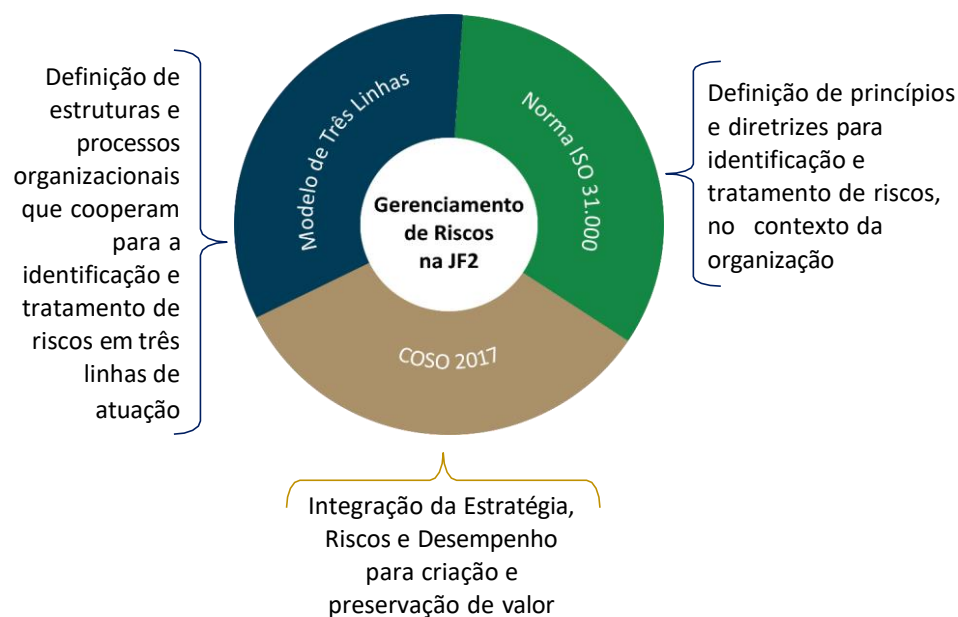 Definição de
estruturas e
processos
organizacionais
que cooperam
para a
identificação e
tratamento de
riscos em três
linhas de
atuação
Modelo de Três Linhas
Norma ISO 31.000
Gerenciamento
de Riscos
na JF2
COSO 2017
Definição de princípios
e diretrizes para
identificação e
tratamento de riscos,
no contexto da
organização
Integração da Estratégia,
Riscos e Desempenho
para criação e
preservação de valor